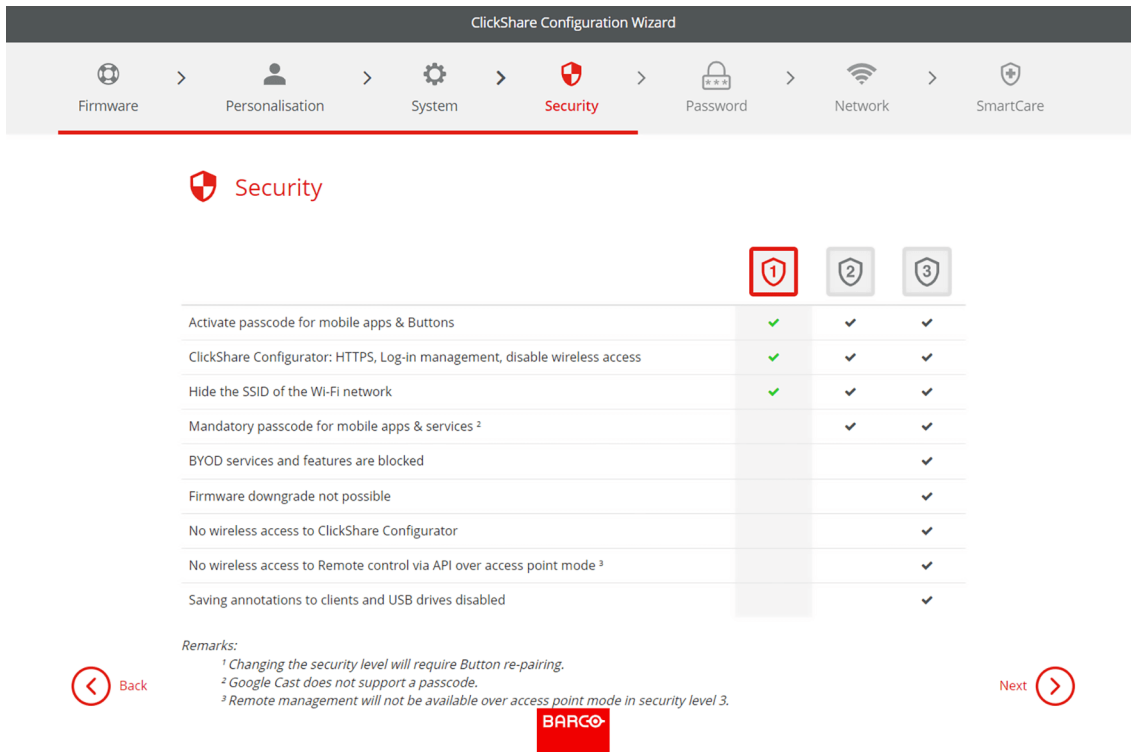 ClickShare Configuration Wizard
Firmware
Personalisation
System
Security
***
Password
Network
SmartCare
Security
1
2
3
Activate passcode for mobile apps & Buttons
ClickShare Configurator: HTTPS, Log-in management, disable wireless access
Hide the SSID of the Wi-Fi network
Mandatory passcode for mobile apps & services ²
BYOD services and features are blocked
Firmware downgrade not possible
No wireless access to ClickShare Configurator
No wireless access to Remote control via API over access point mode ³
Saving annotations to clients and USB drives disabled
Remarks:
¹ Changing the security level will require Button re-pairing.
² Google Cast does not support a passcode.
³ Remote management will not be available over access point mode in security level 3.
Back
Next
BARCO